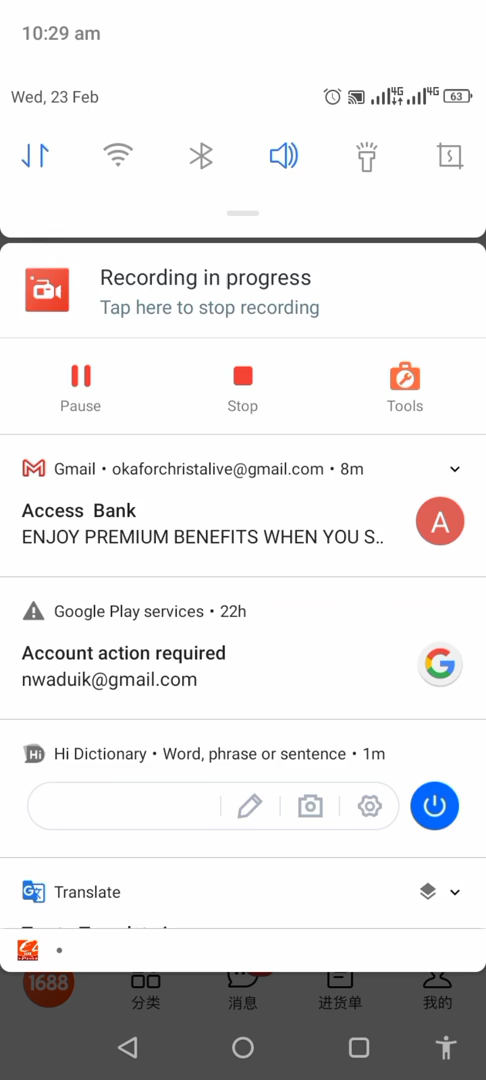 10:29 am
Wed, 23 Feb
4G 4G 63
Recording in progress
Tap here to stop recording
Pause Stop Tools
Gmail • okaforchristalive@gmail.com • 8m
Access Bank
ENJOY PREMIUM BENEFITS WHEN YOU S..
A
Google Play services • 22h
Account action required
nwaduik@gmail.com
G
Hi Dictionary • Word, phrase or sentence • 1m
Translate
1688 分类 消息 进货单 我的